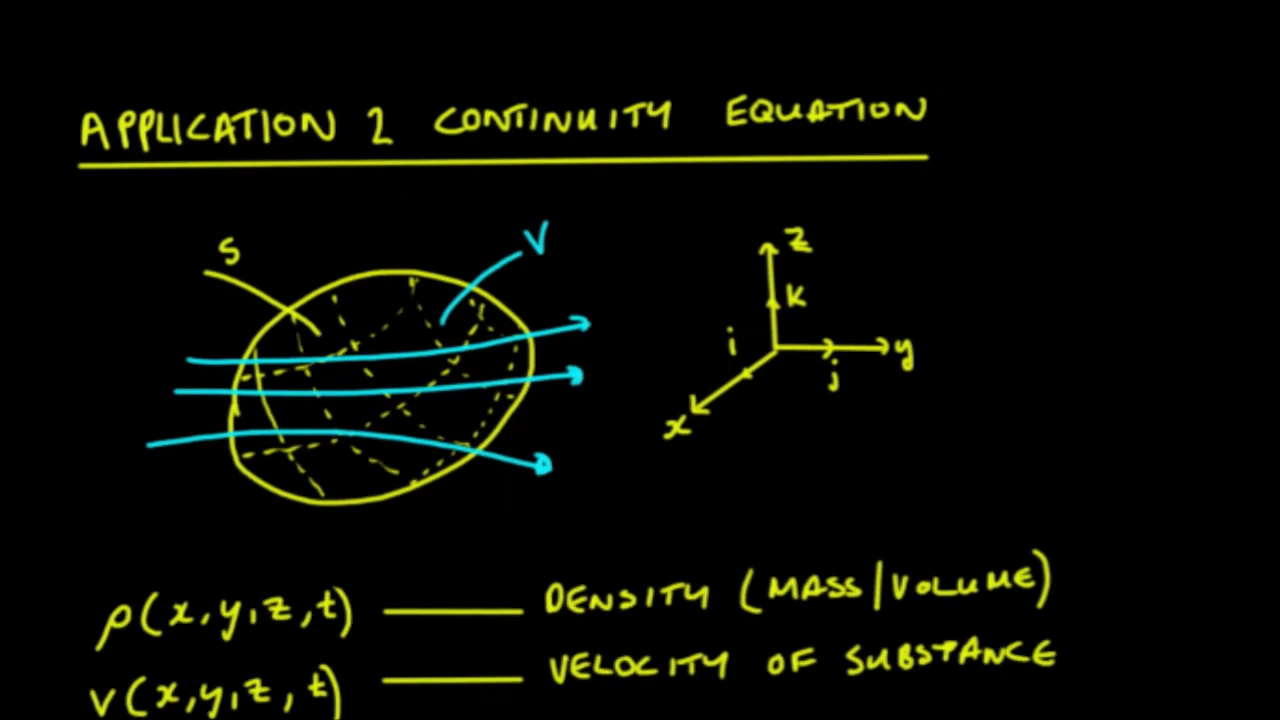 APPLICATION 2 CONTINUITY EQUATION
S
V
z
k
i
y
j
x
ρ(x,y,z,t) — DENSITY (MASS/VOLUME)
v(x,y,z,t) — VELOCITY OF SUBSTANCE